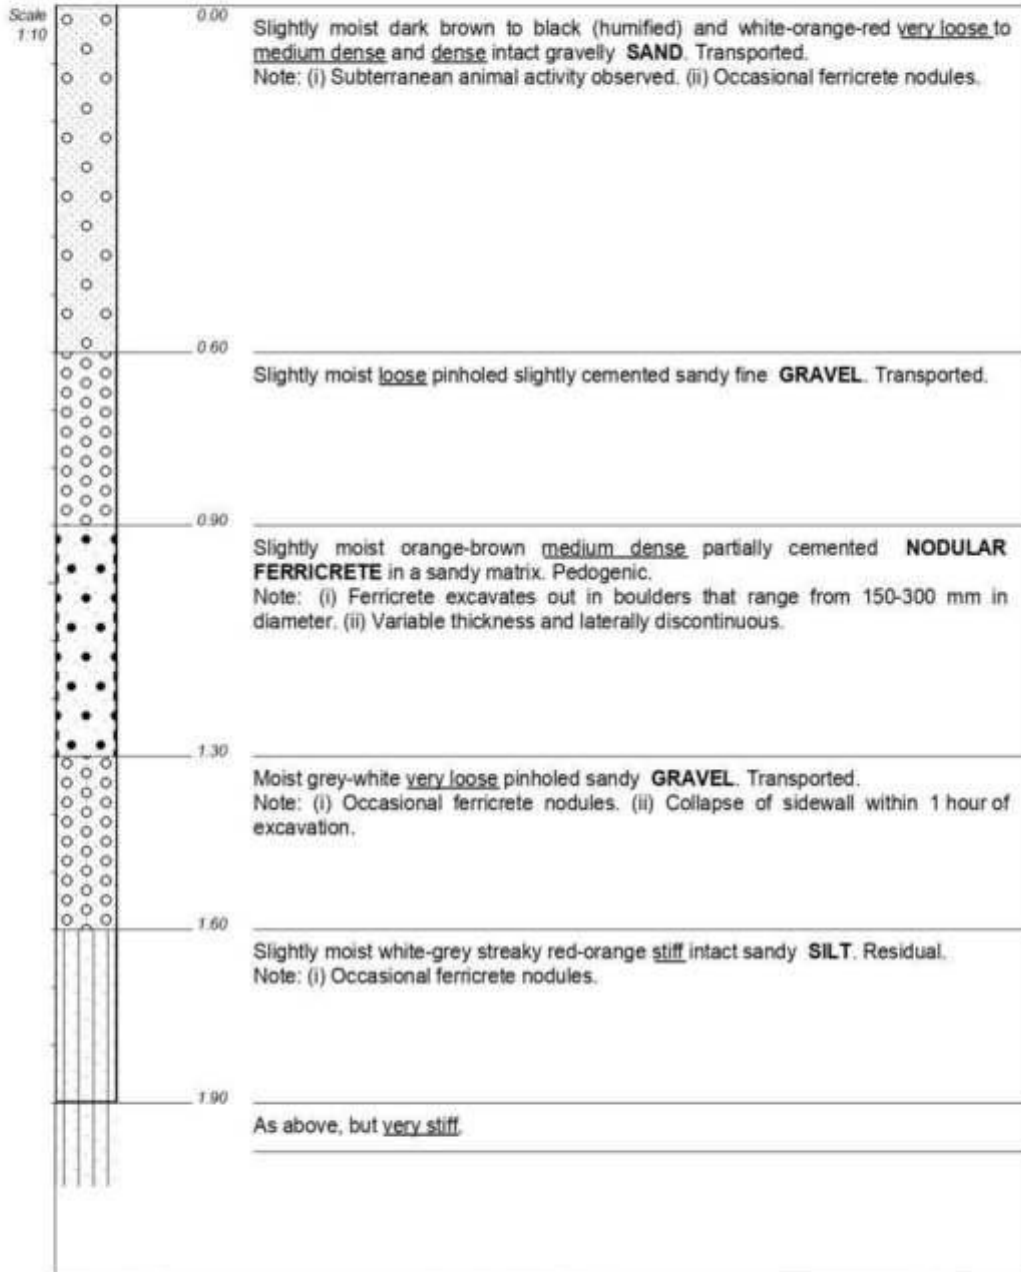 Scale
1:10
0.00
Slightly moist dark brown to black (humified) and white-orange-red very loose to
medium dense and dense intact gravelly SAND. Transported.
Note: (i) Subterranean animal activity observed. (ii) Occasional ferricrete nodules.
0.60
Slightly moist loose pinholed slightly cemented sandy fine GRAVEL. Transported.
0.90
Slightly moist orange-brown medium dense partially cemented NODULAR
FERRICRETE in a sandy matrix. Pedogenic.
Note: (i) Ferricrete excavates out in boulders that range from 150-300 mm in
diameter. (ii) Variable thickness and laterally discontinuous.
1.30
Moist grey-white very loose pinholed sandy GRAVEL. Transported.
Note: (i) Occasional ferricrete nodules. (ii) Collapse of sidewall within 1 hour of
excavation.
1.60
Slightly moist white-grey streaky red-orange stiff intact sandy SILT. Residual.
Note: (i) Occasional ferricrete nodules.
1.90
As above, but very stiff.